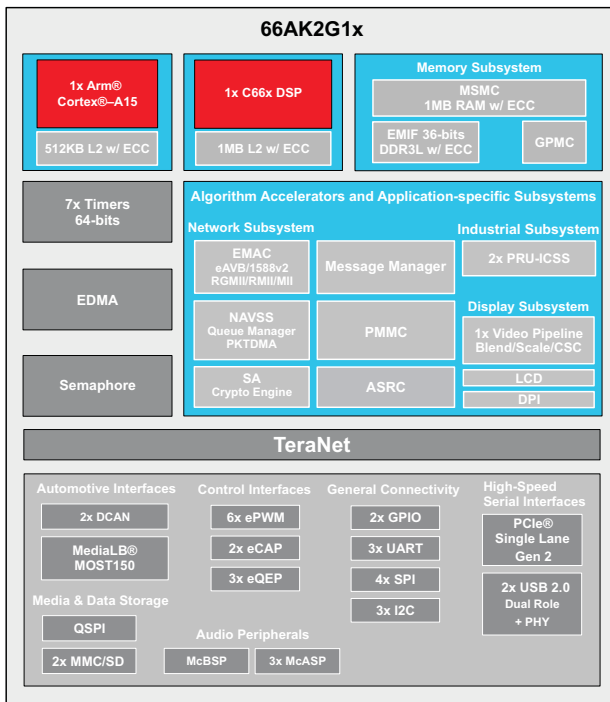 66AK2G1x
1x Arm®
Cortex®–A15
512KB L2 w/ ECC
1x C66x DSP
1MB L2 w/ ECC
Memory Subsystem
MSMC
1MB RAM w/ ECC
EMIF 36-bits
DDR3L w/ ECC
GPMC
7x Timers
64-bits
EDMA
Semaphore
Algorithm Accelerators and Application-specific Subsystems
Network Subsystem
EMAC
eAVB/1588v2
RGMII/RMII/MII
NAVSS
Queue Manager
PKTDMA
SA
Crypto Engine
Message Manager
PMMC
ASRC
Industrial Subsystem
2x PRU-ICSS
Display Subsystem
1x Video Pipeline
Blend/Scale/CSC
LCD
DPI
TeraNet
Automotive Interfaces
2x DCAN
MediaLB®
MOST150
Media & Data Storage
QSPI
2x MMC/SD
Control Interfaces
6x ePWM
2x eCAP
3x eQEP
Audio Peripherals
McBSP
3x McASP
General Connectivity
2x GPIO
3x UART
4x SPI
3x I2C
High-Speed
Serial Interfaces
PCIe®
Single Lane
Gen 2
2x USB 2.0
Dual Role
+ PHY